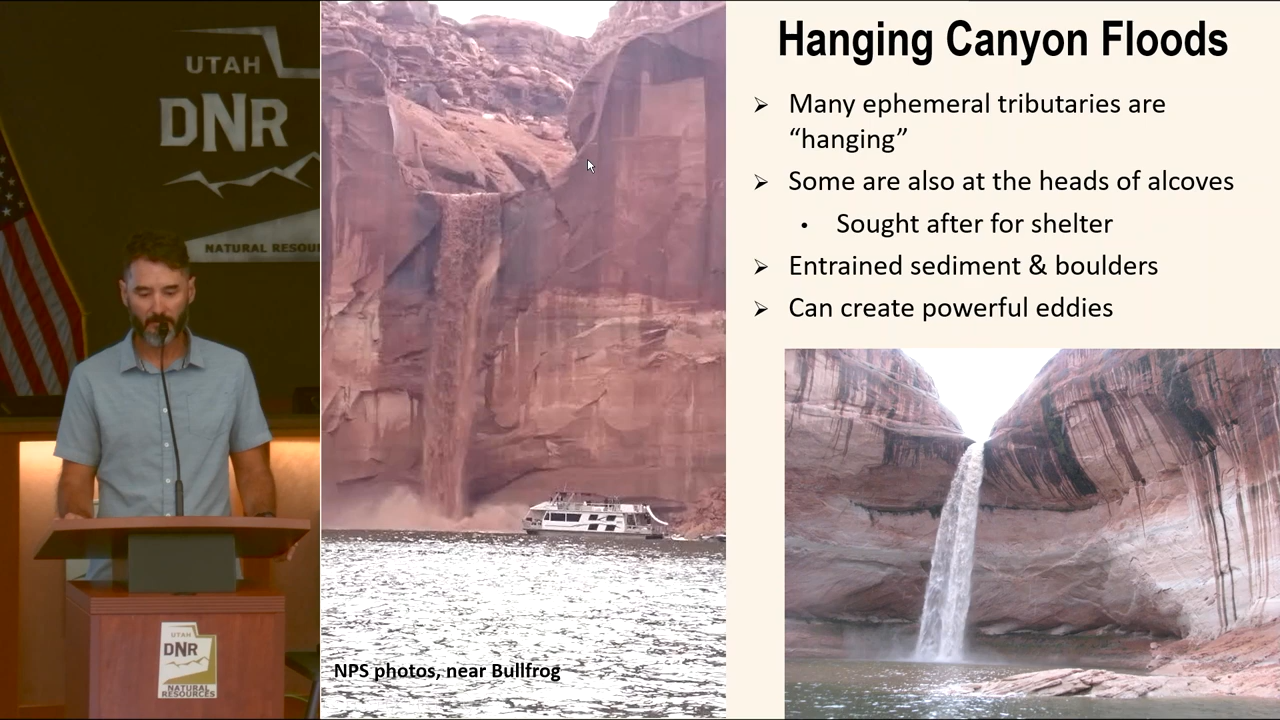 UTAH
DNR
NATURAL RESOU
UTAH
DNR
NATURAL
RESOURCES
NPS photos, near Bullfrog
Hanging Canyon Floods
➢ Many ephemeral tributaries are
“hanging”
➢ Some are also at the heads of alcoves
• Sought after for shelter
➢ Entrained sediment & boulders
➢ Can create powerful eddies